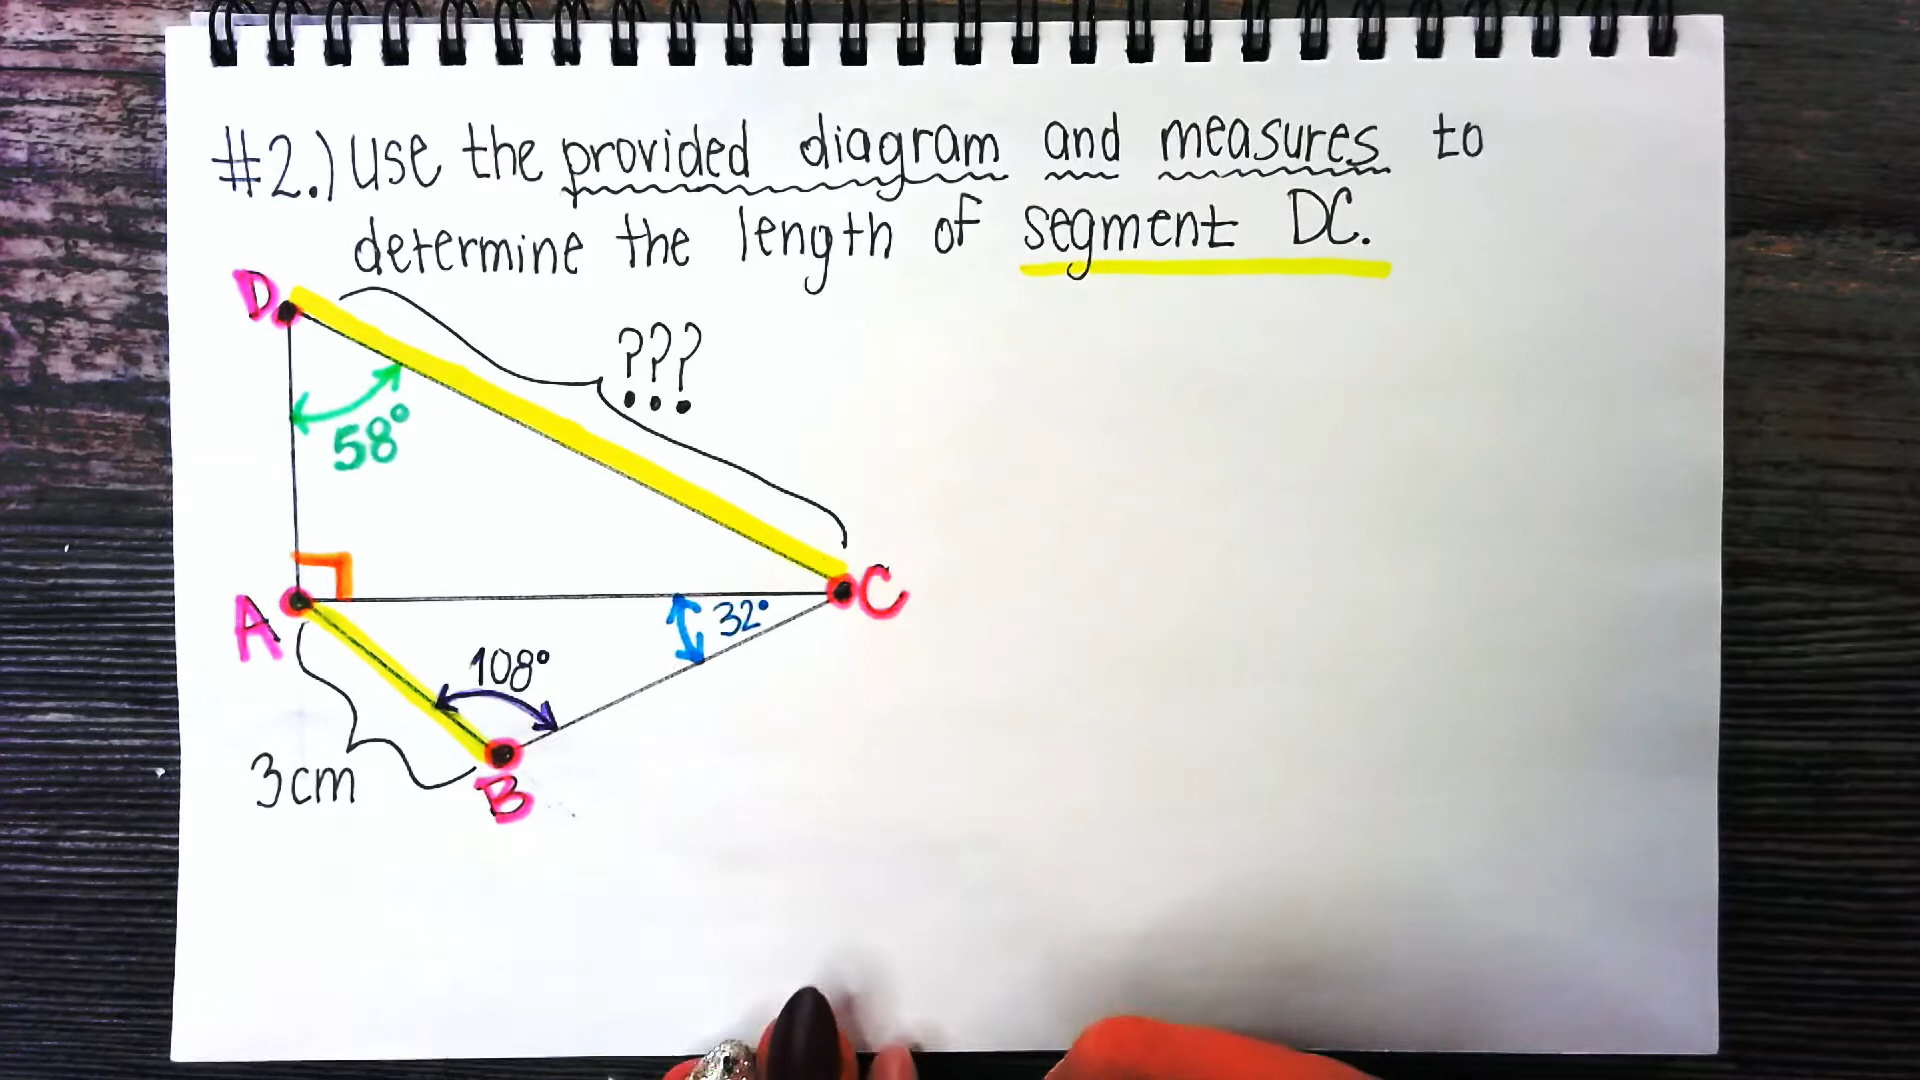 #2.) Use the provided diagram and measures to
determine the length of segment DC.
D
???
58°
A
C
32°
108°
3cm
B